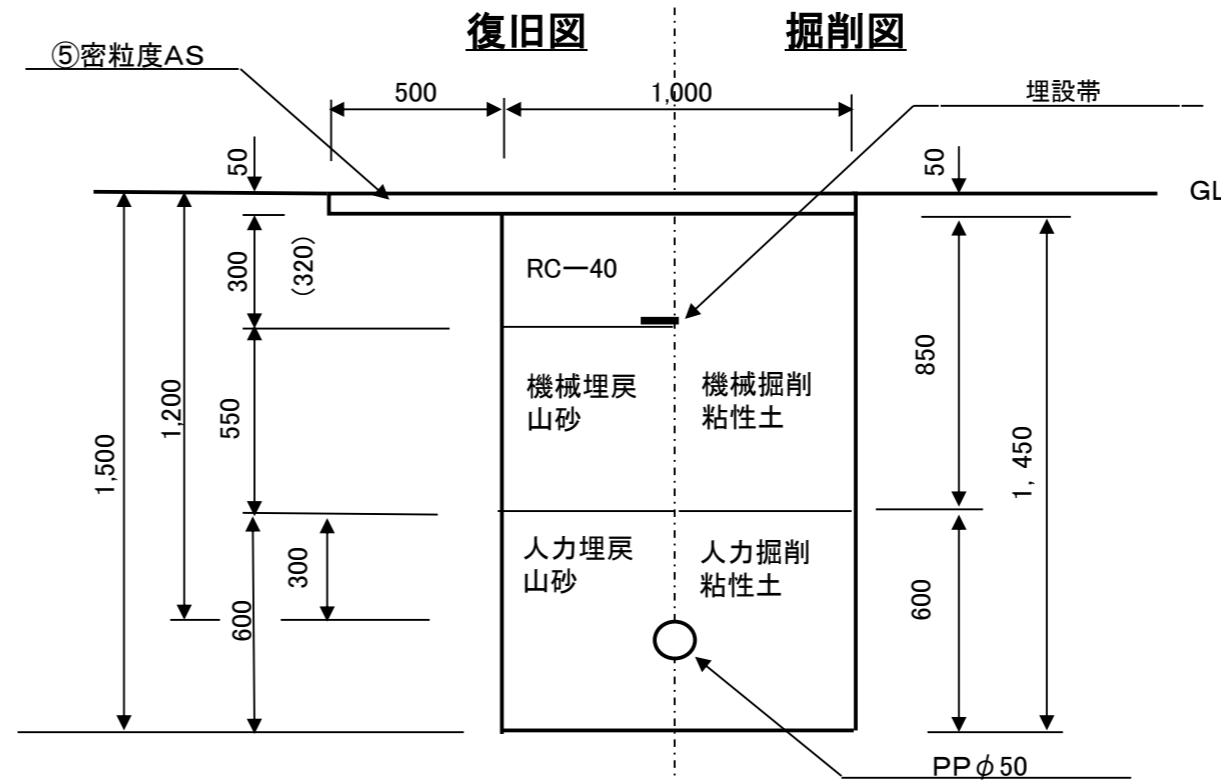 復旧図 掘削図
⑤密粒度AS
500
1,000
埋設帯
50
50
GL
300
(320)
RC－40
850
機械埋戻
山砂
機械掘削
粘性土
1,200
550
1,500
1,450
人力埋戻
山砂
人力掘削
粘性土
300
600
600
PPφ50